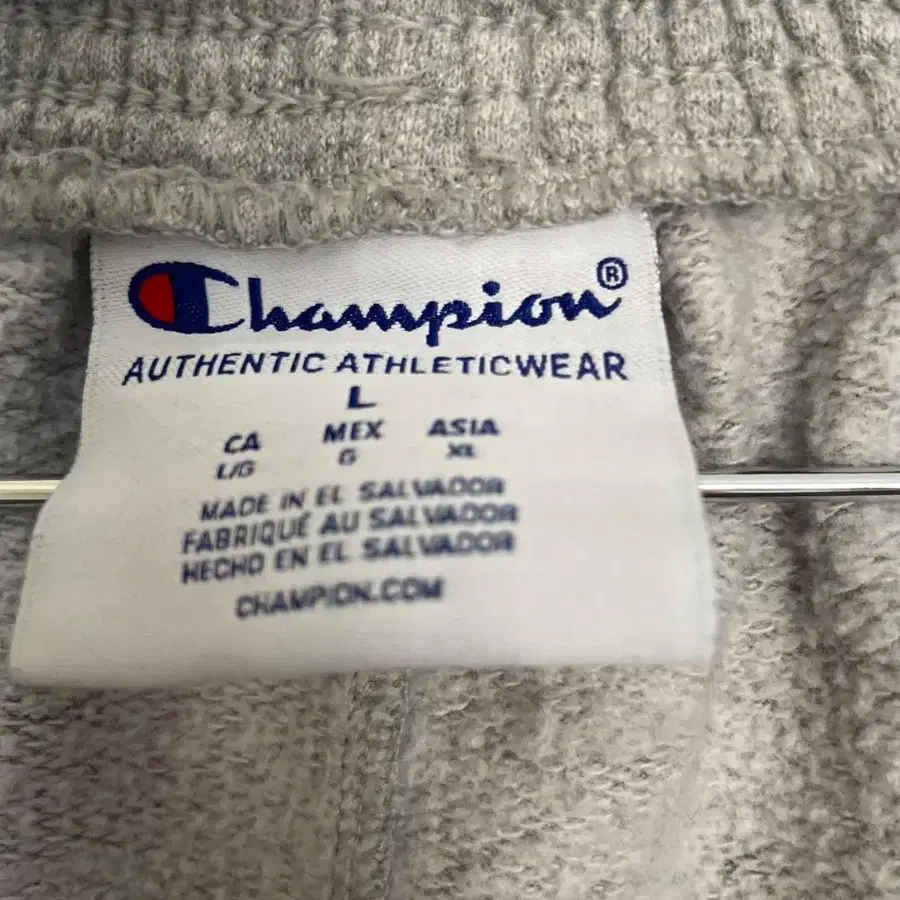 Champion®
AUTHENTIC ATHLETICWEAR
L
CA MEX ASIA
L/G G XL
MADE IN EL SALVADOR
FABRIQUÉ AU SALVADOR
HECHO EN EL SALVADOR
CHAMPION.COM